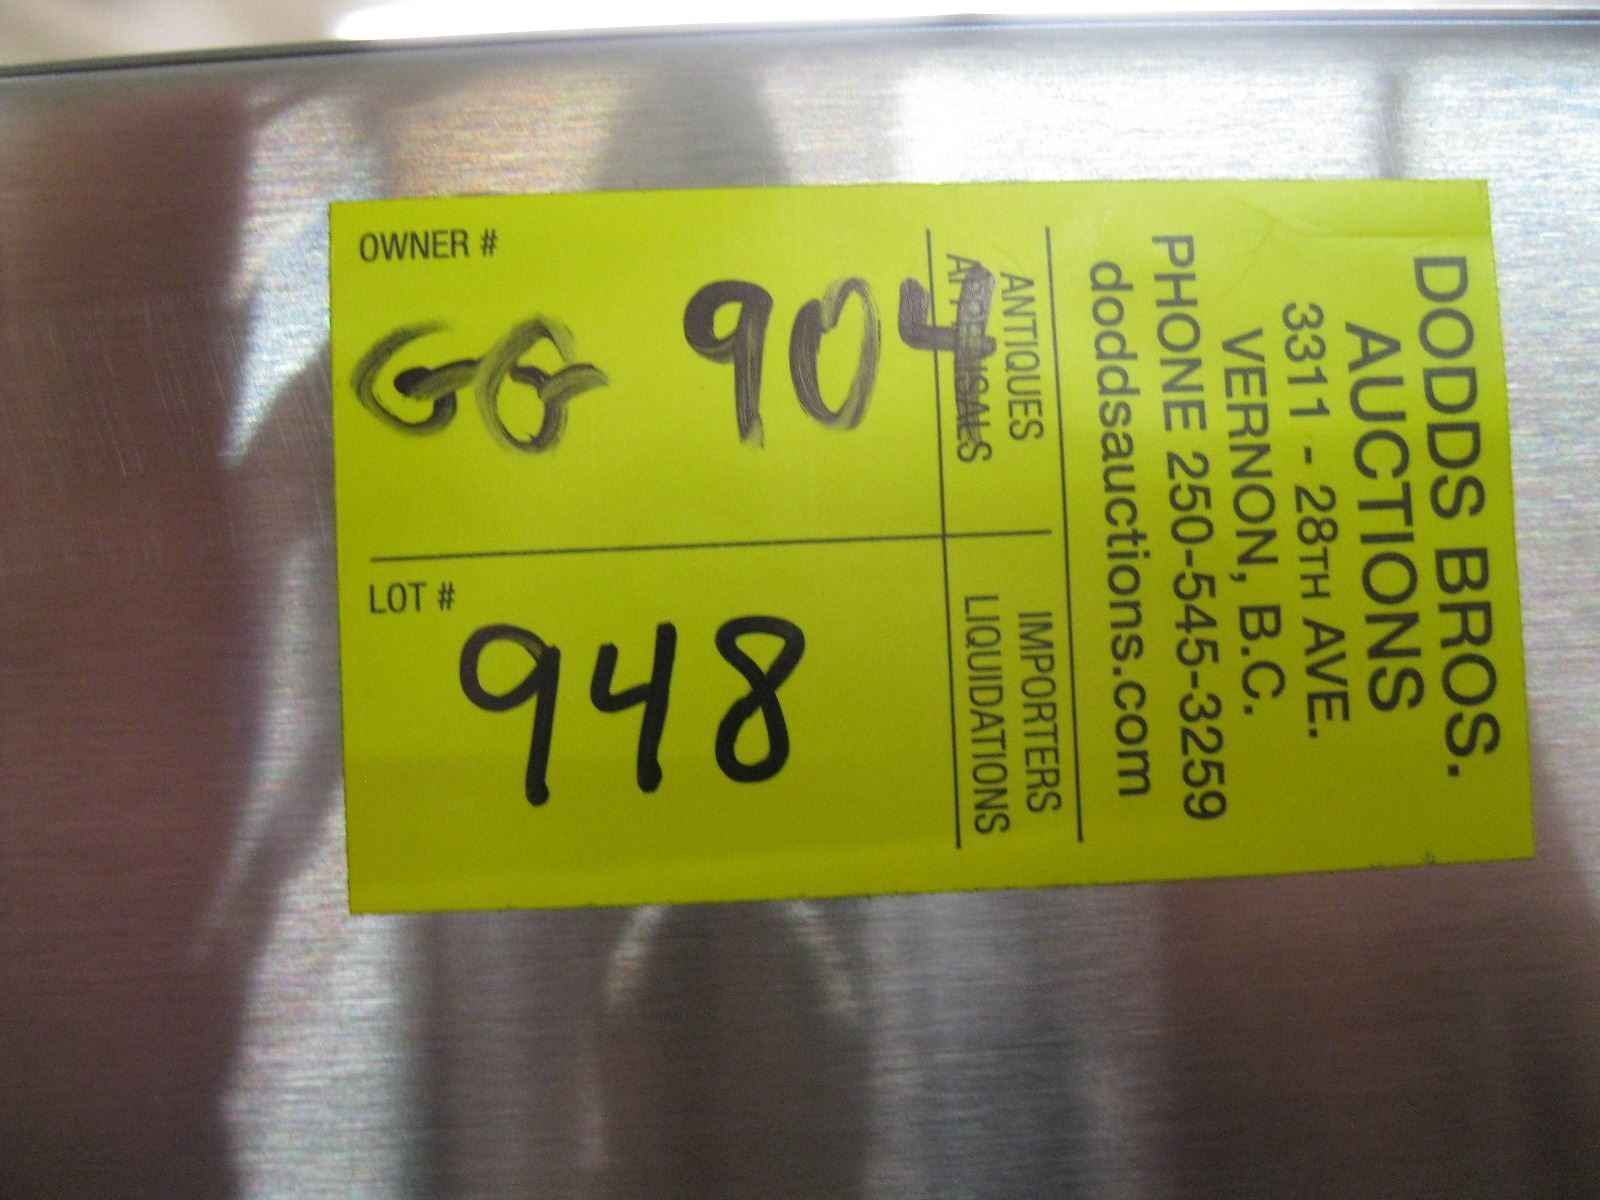 DODDS BROS.
AUCTIONS
3311 - 28TH AVE.
VERNON, B.C.
PHONE 250-545-3259
doddsauctions.com
ANTIQUES
APPRAISALS
IMPORTERS
LIQUIDATIONS
OWNER #
GG 904
LOT #
948